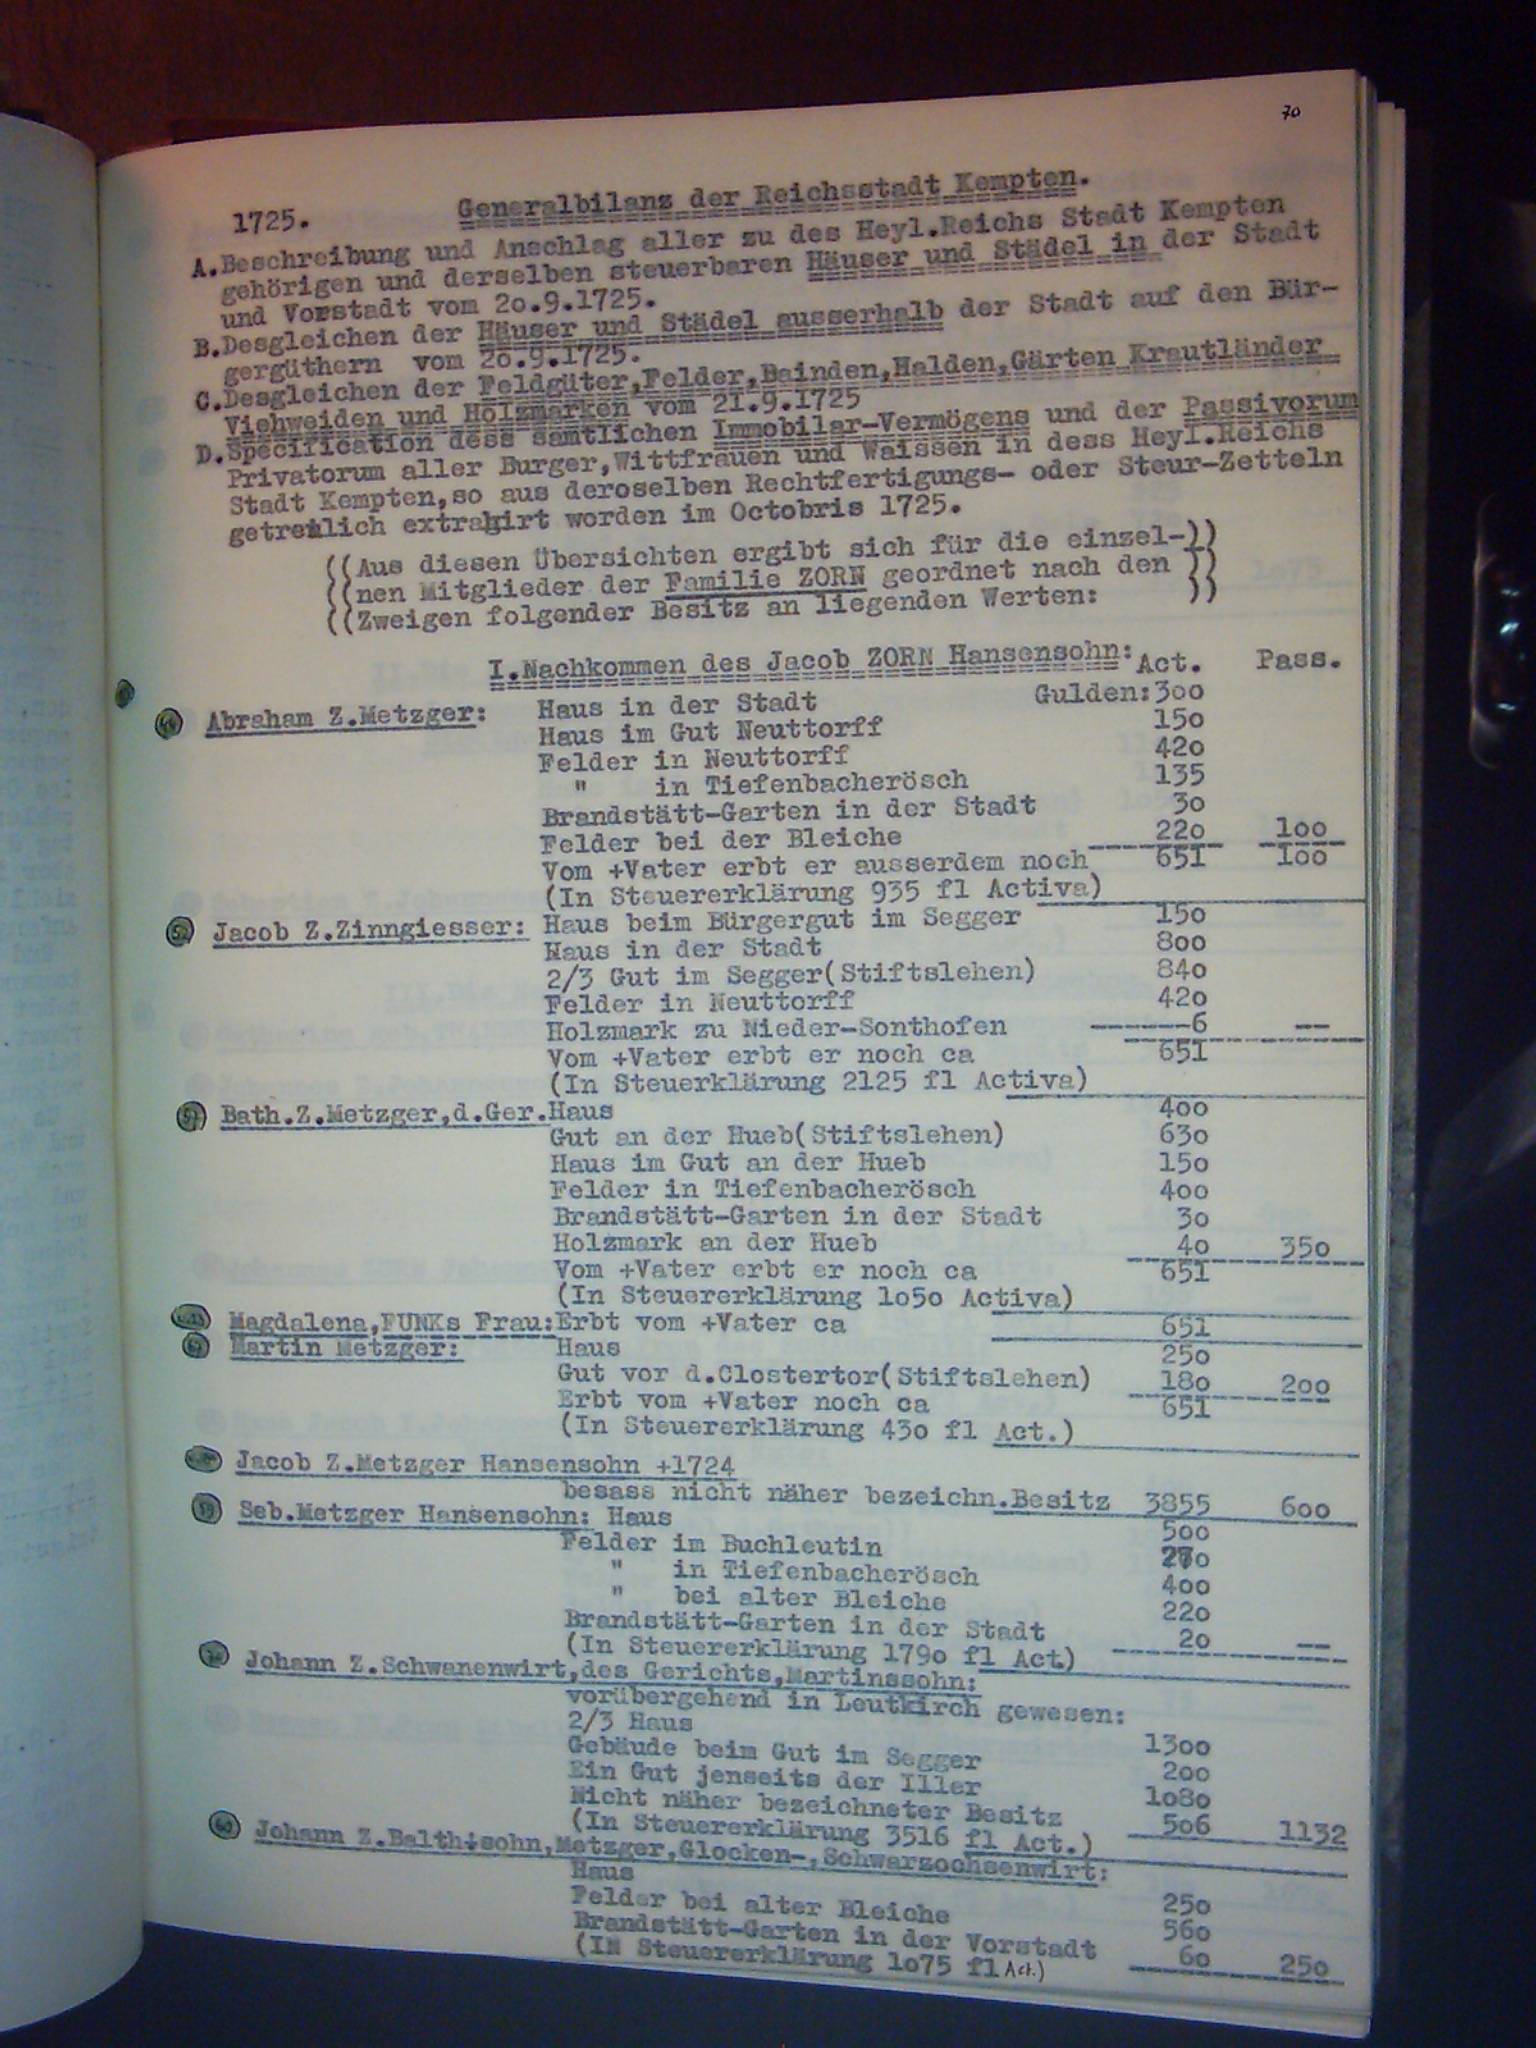 70
1725. Generalbilanz der Reichsstadt Kempten.
A.Beschreibung und Anschlag aller zu des Heyl.Reichs Stadt Kempten
gehörigen und derselben steuerbaren Häuser und Städel in der Stadt
und Vorstadt vom 20.9.1725.
B.Desgleichen der Häuser und Städel ausserhalb der Stadt auf den Bür-
gergüthern vom 20.9.1725.
C.Desgleichen der Feldgüter,Felder,Bainden,Halden,Gärten Krautländer
Viehweiden und Holzmarken vom 21.9.1725
D.Specification dess sämtlichen Immobilar-Vermögens und der Passivorum
Privatorum aller Burger,Wittfrauen und Waissen in dess Heyl.Reichs
Stadt Kempten,so aus deroselben Rechtfertigungs- oder Steur-Zetteln
getreulich extrahirt worden im Octobris 1725.
((Aus diesen Übersichten ergibt sich für die einzel-))
((nen Mitglieder der Familie ZORN geordnet nach den ))
((Zweigen folgender Besitz an liegenden Werten: ))
I.Nachkommen des Jacob ZORN Hansensohn: Act. Pass.
Abraham Z.Metzger: Haus in der Stadt Gulden:300
Haus im Gut Neuttorff 150
Felder in Neuttorff 420
" in Tiefenbacherösch 135
Brandstätt-Garten in der Stadt 30
Felder bei der Bleiche 220 100
Vom +Vater erbt er ausserdem noch 651 100
(In Steuererklärung 935 fl Activa)
Jacob Z.Zinngiesser: Haus beim Bürgergut im Segger 150
Haus in der Stadt 800
2/3 Gut im Segger(Stiftslehen) 840
Felder in Neuttorff 420
Holzmark zu Nieder-Sonthofen ------6 --
Vom +Vater erbt er noch ca 651
(In Steuerklärung 2125 fl Activa)
Bath.Z.Metzger,d.Ger.Haus 400
Gut an der Hueb(Stiftslehen) 630
Haus im Gut an der Hueb 150
Felder in Tiefenbacherösch 400
Brandstätt-Garten in der Stadt 30
Holzmark an der Hueb 40 350
Vom +Vater erbt er noch ca 651
(In Steuererklärung 1050 Activa)
Magdalena,FUNKs Frau:Erbt vom +Vater ca 651
Martin Metzger: Haus 250
Gut vor d.Clostertor(Stiftslehen) 180 200
Erbt vom +Vater noch ca 651
(In Steuererklärung 430 fl Act.)
Jacob Z.Metzger Hansensohn +1724
besass nicht näher bezeichn.Besitz 3855 600
Seb.Metzger Hansensohn: Haus 500
Felder im Buchleutin
" in Tiefenbacherösch 400
" bei alter Bleiche 220
Brandstätt-Garten in der Stadt 20 --
(In Steuererklärung 1790 fl Act)
Johann Z.Schwanenwirt,des Gerichts,Martinssohn:
vorübergehend in Leutkirch gewesen:
2/3 Haus 1300
Gebäude beim Gut im Segger 200
Ein Gut jenseits der Iller 1080
Nicht näher bezeichneter Besitz 506 1132
(In Steuererklärung 3516 fl Act.)
Johann Z.Balth.sohn,Metzger,Glocken-,Schwarzochsenwirt:
Haus 250
Felder bei alter Bleiche 560
Brandstätt-Garten in der Vorstadt 60 250
(IN Steuererklärung 1075 fl Act.)